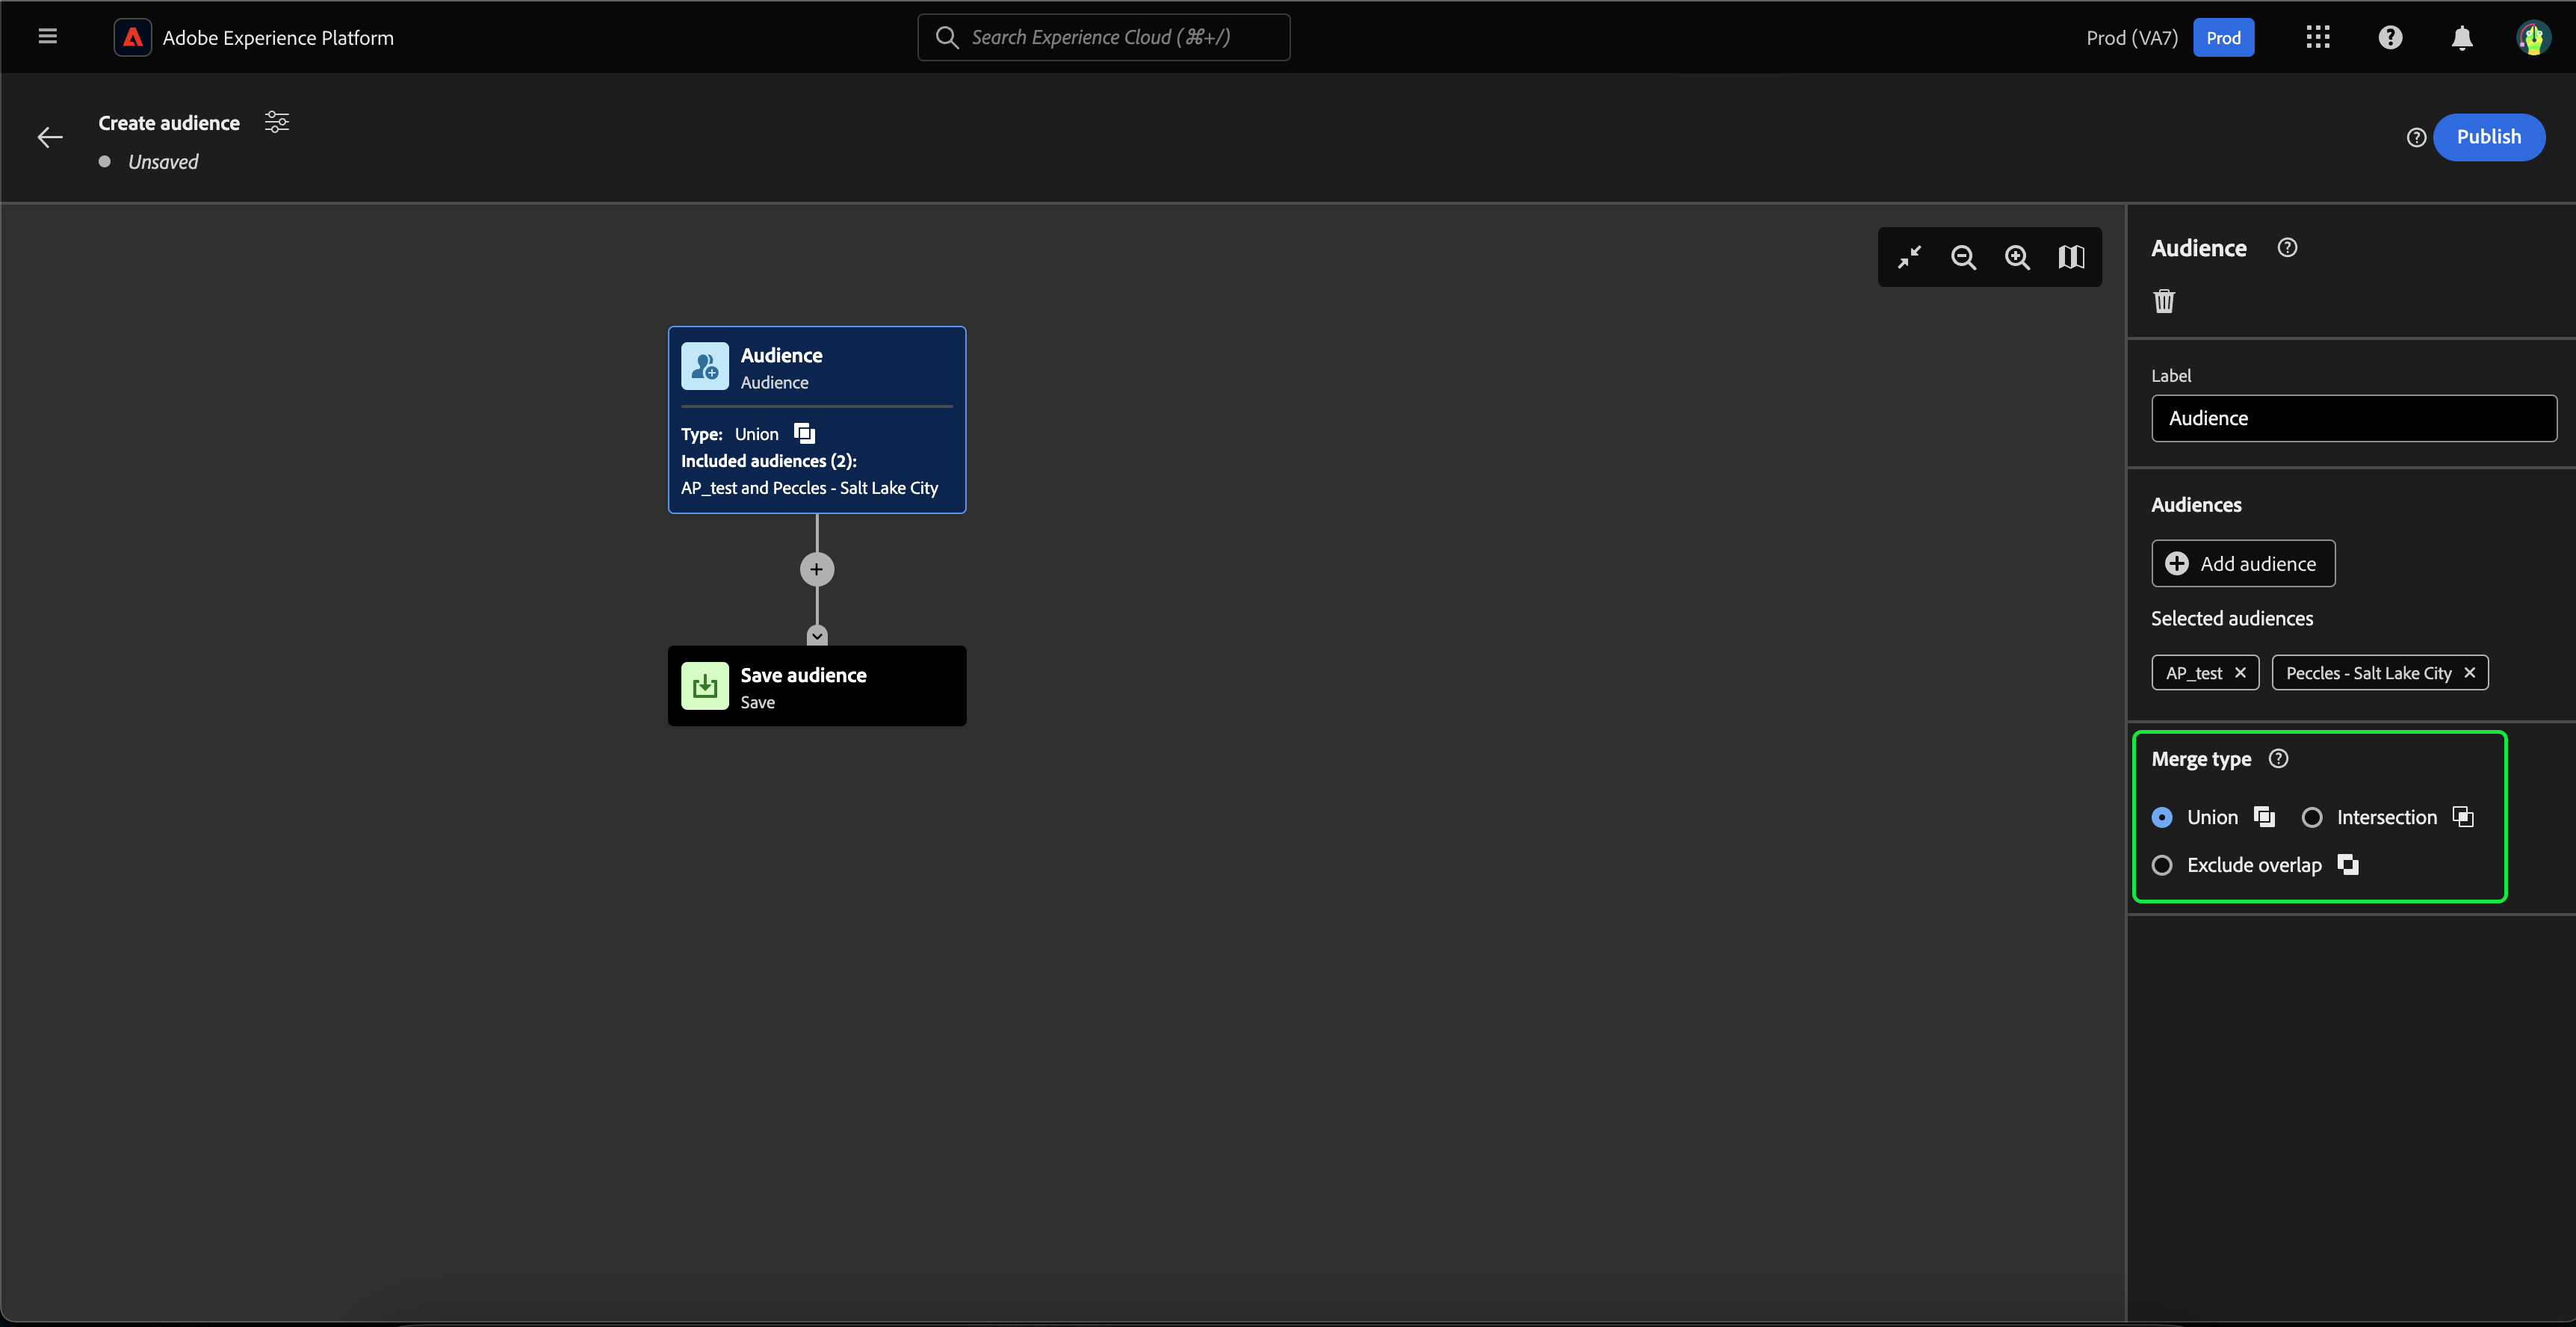 Adobe Experience Platform
Search Experience Cloud (⌘+/)
Prod (VA7)
Prod
Create audience
Unsaved
Publish
Audience
Audience
Type: Union
Included audiences (2):
AP_test and Peccles - Salt Lake City
Save audience
Save
Audience
Label
Audience
Audiences
Add audience
Selected audiences
AP_test
Peccles - Salt Lake City
Merge type
Union
Intersection
Exclude overlap